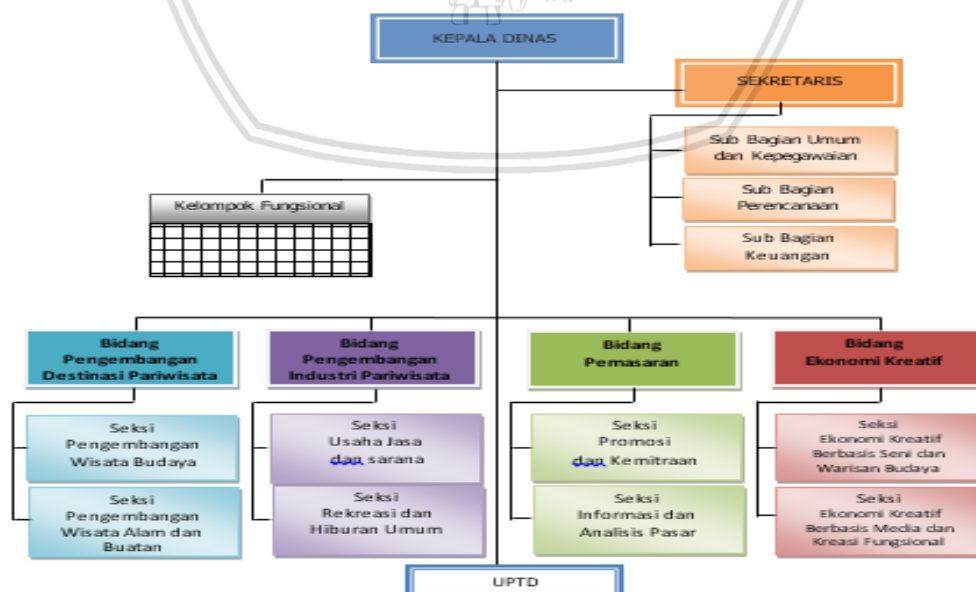 KEPALA DINAS
SEKRETARIS
Sub Bagian Umum
dan Kepegawaian
Sub Bagian
Perencanaan
Sub Bagian
Keuangan
Kelompok Fungsional
Bidang
Pengembangan
Destinasi Pariwisata
Seksi
Pengembangan
Wisata Budaya
Seksi
Pengembangan
Wisata Alam dan
Buatan
Bidang
Pengembangan
Industri Pariwisata
Seksi
Usaha Jasa
dan sarana
Seksi
Rekreasi dan
Hiburan Umum
Bidang
Pemasaran
Seksi
Promosi
dan Kemitraan
Seksi
Informasi dan
Analisis Pasar
Bidang
Ekonomi Kreatif
Seksi
Ekonomi Kreatif
Berbasis Seni dan
Warisan Budaya
Seksi
Ekonomi Kreatif
Berbasis Media dan
Kreasi Fungsional
UPTD